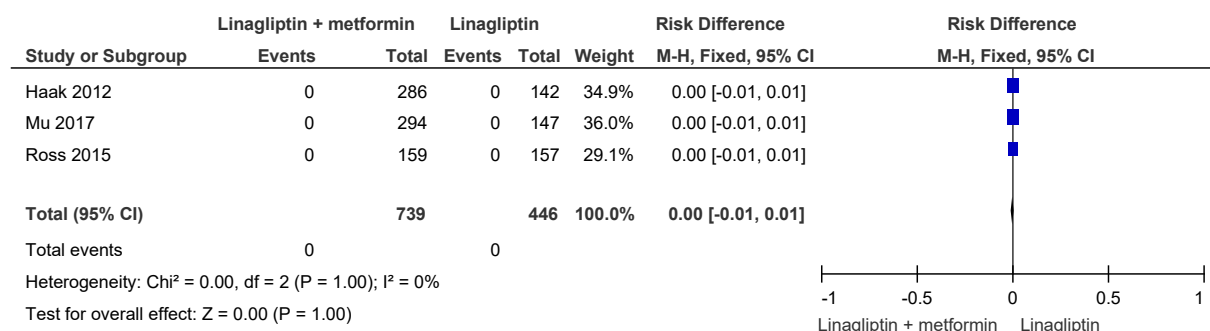 Linagliptin + metformin Linagliptin Risk Difference Risk Difference
Study or Subgroup Events Total Events Total Weight M-H, Fixed, 95% CI M-H, Fixed, 95% CI
Haak 2012 0 286 0 142 34.9% 0.00 [-0.01, 0.01]
Mu 2017 0 294 0 147 36.0% 0.00 [-0.01, 0.01]
Ross 2015 0 159 0 157 29.1% 0.00 [-0.01, 0.01]
Total (95% CI) 739 446 100.0% 0.00 [-0.01, 0.01]
Total events 0 0
Heterogeneity: Chi² = 0.00, df = 2 (P = 1.00); I² = 0%
Test for overall effect: Z = 0.00 (P = 1.00)
-1 -0.5 0 0.5 1
Linagliptin + metformin Linagliptin